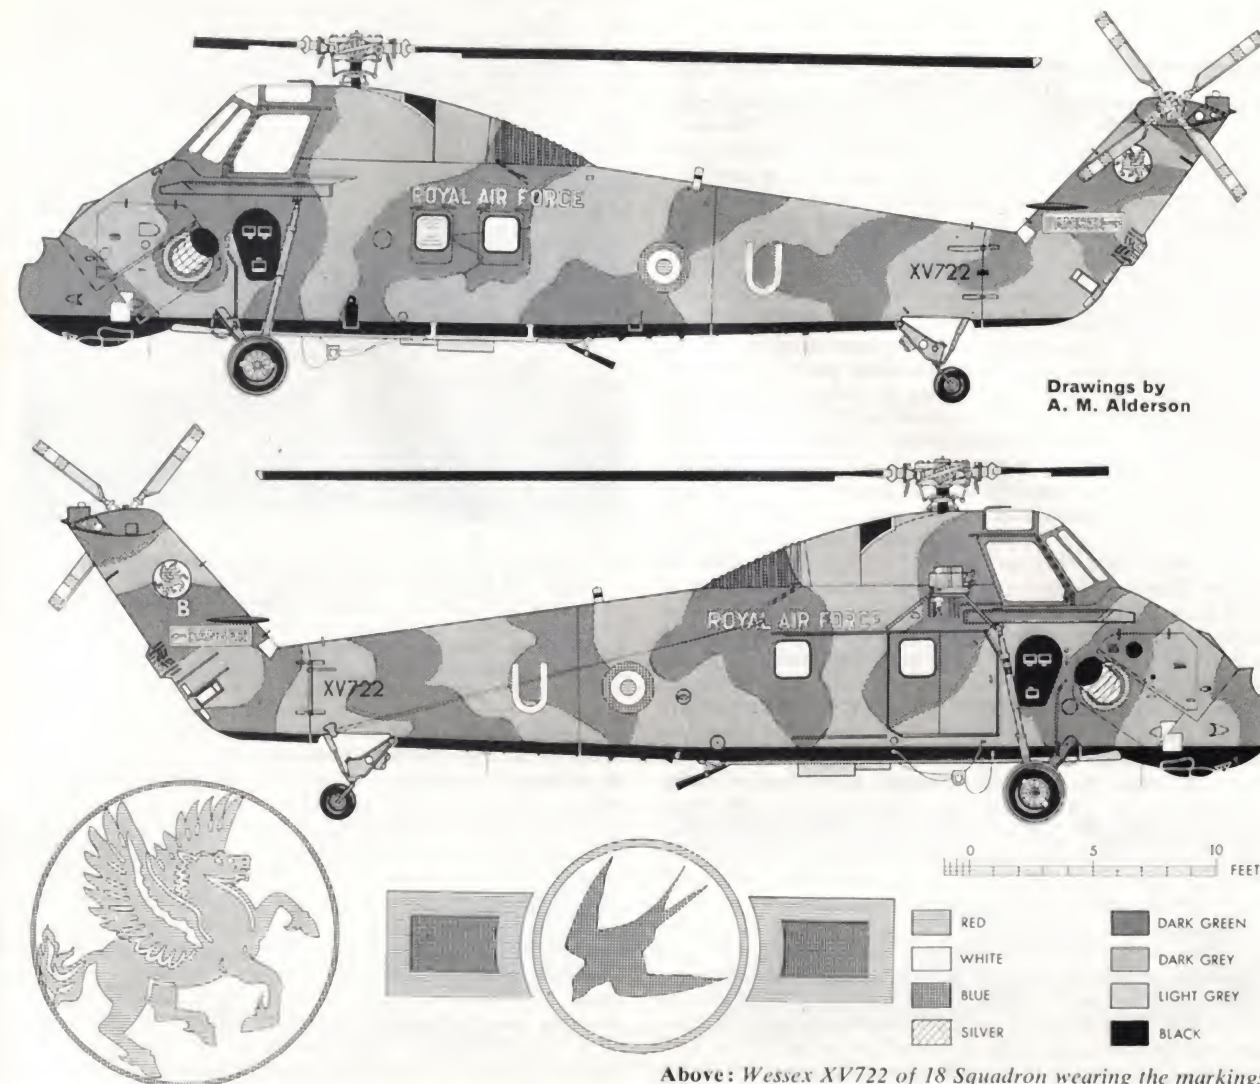 ROYAL AIR FORCE
U
XV722
Drawings by
A. M. Alderson
B
XV722
U
ROYAL AIR FORCE
0 5 10
FEET
RED
WHITE
BLUE
SILVER
DARK GREEN
DARK GREY
LIGHT GREY
BLACK
Above: Wessex XV722 of 18 Squadron wearing the markings